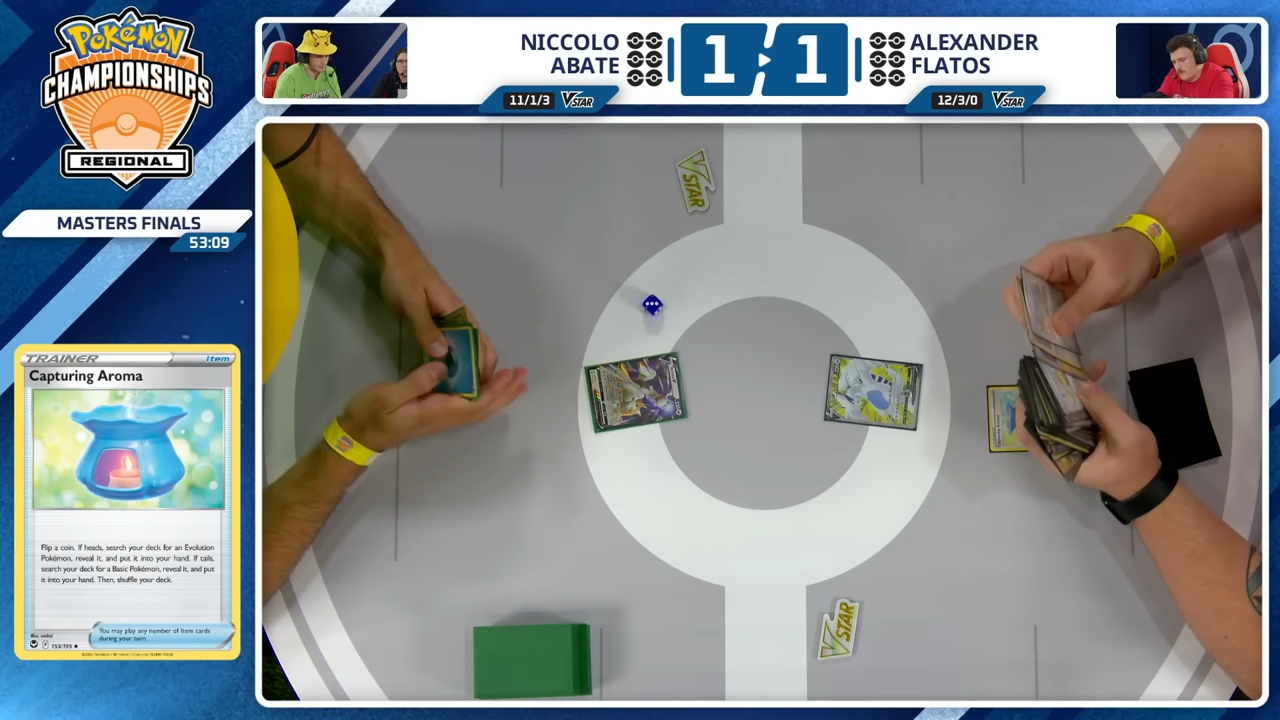 Pokémon
CHAMPIONSHIPS
REGIONAL
MASTERS FINALS
53:09
NICCOLO
ABATE
1
1
ALEXANDER
FLATOS
11/1/3 VSTAR
12/3/0 VSTAR
VSTAR
VSTAR
TRAINER Item
Capturing Aroma
Flip a coin. If heads, search your deck for an Evolution
Pokémon, reveal it, and put it into your hand. If tails,
search your deck for a Basic Pokémon, reveal it, and put
it into your hand. Then, shuffle your deck.
You may play any number of Item cards
during your turn.
153/195